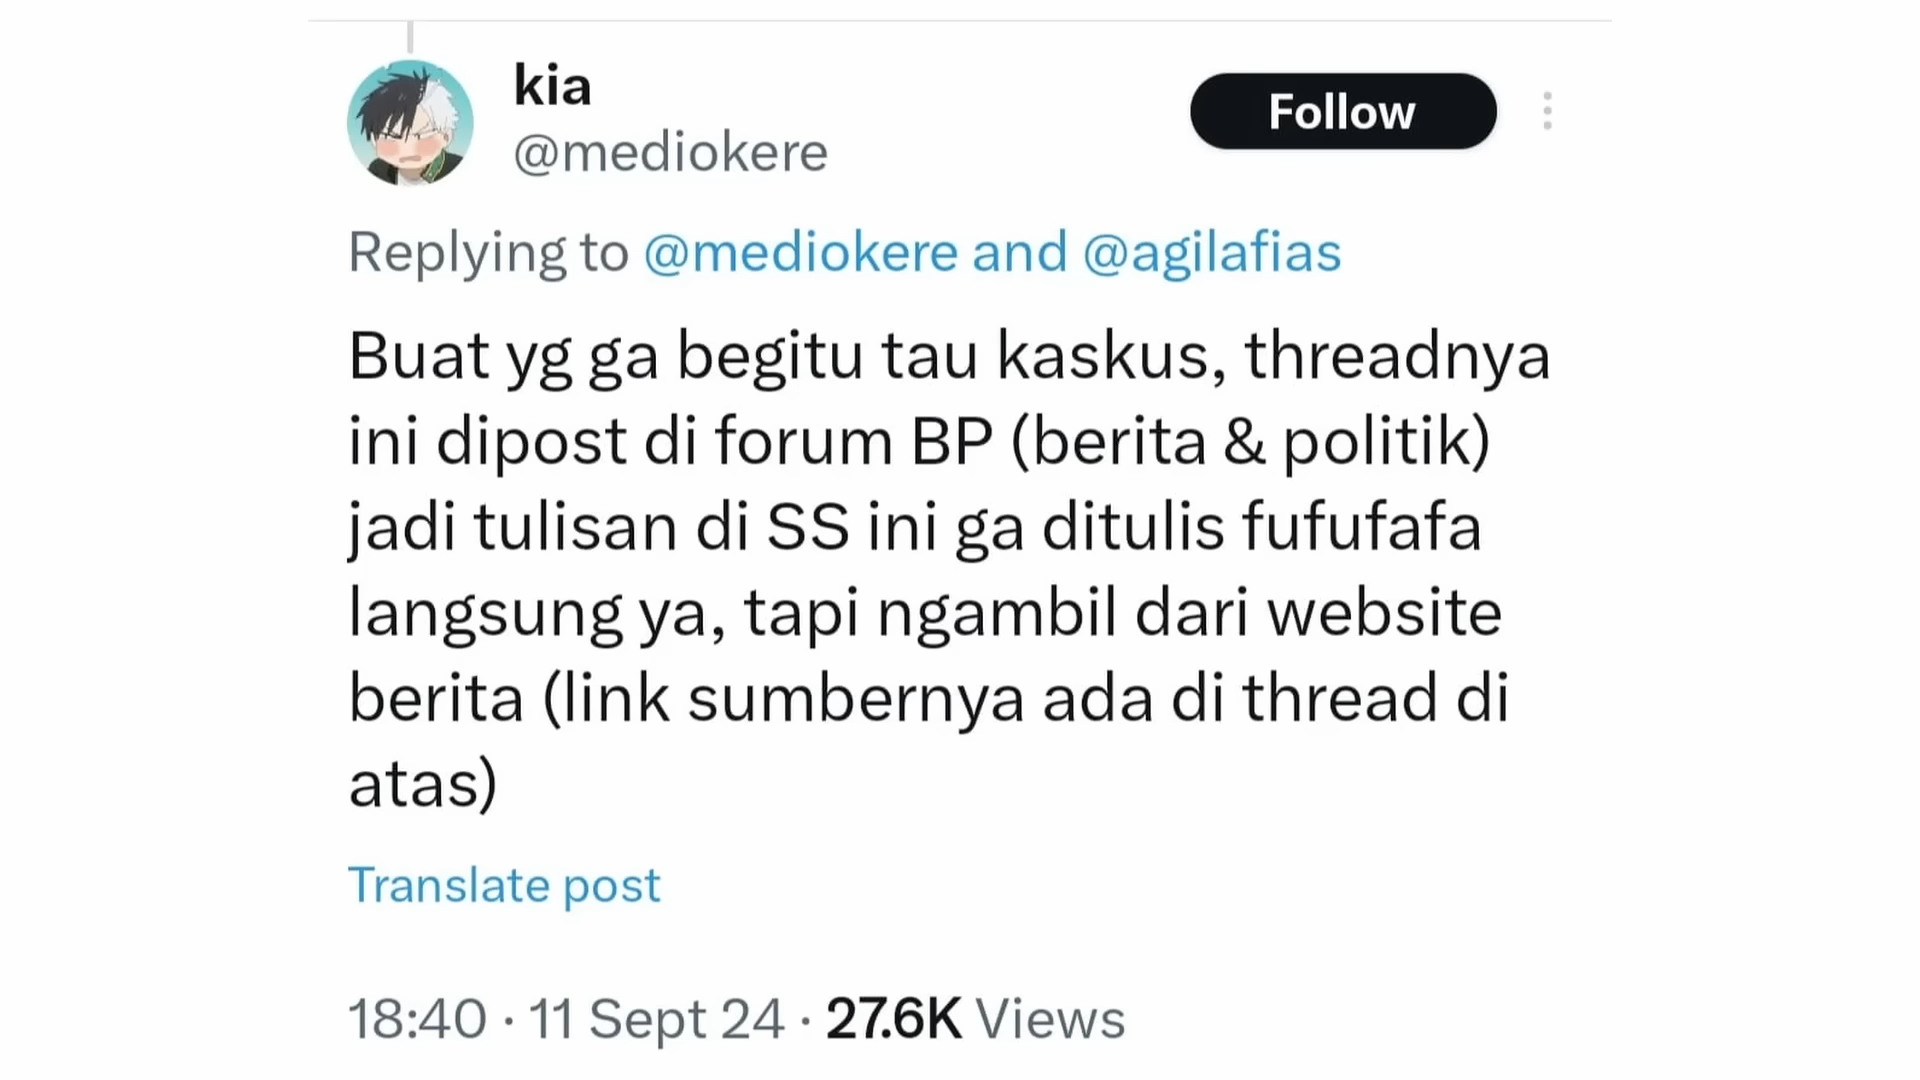 kia
@mediokere
Follow
Replying to @mediokere and @agilafias
Buat yg ga begitu tau kaskus, threadnya
ini dipost di forum BP (berita & politik)
jadi tulisan di SS ini ga ditulis fufufafa
langsung ya, tapi ngambil dari website
berita (link sumbernya ada di thread di
atas)
Translate post
18:40 · 11 Sept 24 · 27.6K Views